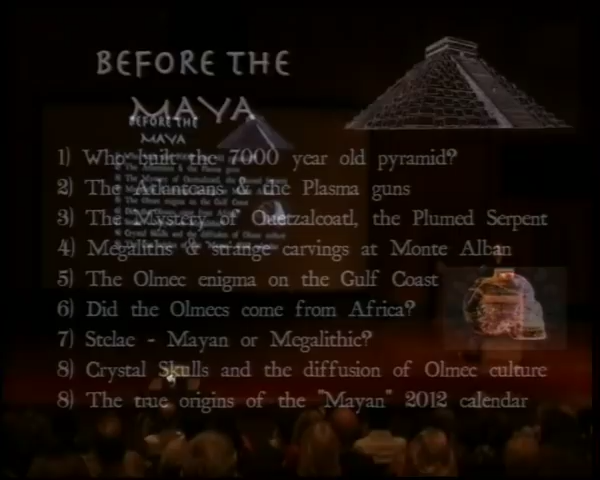 BEFORE THE
MAYA
1) Who built the 7000 year old pyramid?
2) The Atlanteans & the Plasma guns
3) The Mystery of Quetzalcoatl, the Plumed Serpent
4) Megaliths & strange carvings at Monte Alban
5) The Olmec enigma on the Gulf Coast
6) Did the Olmecs come from Africa?
7) Stelae - Mayan or Megalithic?
8) Crystal Skulls and the diffusion of Olmec culture
8) The true origins of the "Mayan" 2012 calendar
BEFORE THE
MAYA